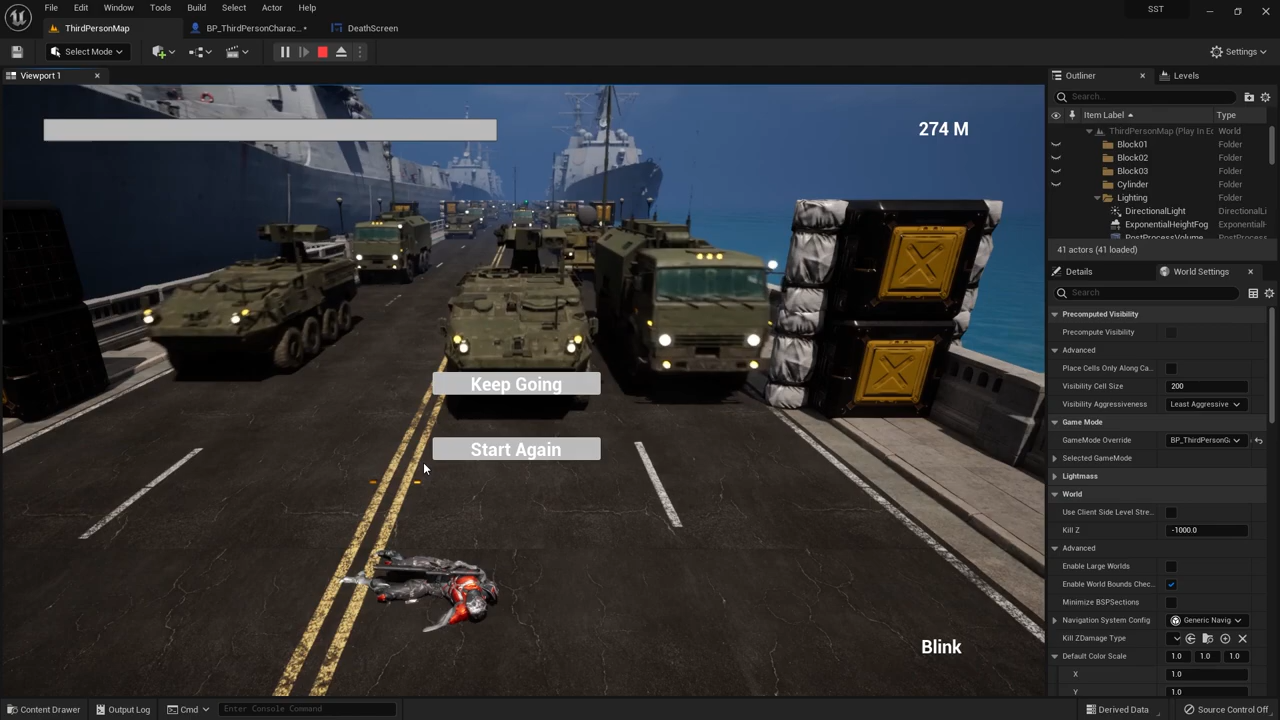 File Edit Window Tools Build Select Actor Help
SST
ThirdPersonMap
BP_ThirdPersonCharac...•
DeathScreen
Select Mode
Settings
Viewport 1
274 M
Keep Going
Start Again
Blink
Outliner
Levels
Search...
Item Label
Type
ThirdPersonMap (Play In Ed World
Block01 Folder
Block02 Folder
Block03 Folder
Cylinder Folder
Lighting Folder
DirectionalLight DirectionalLi
ExponentialHeightFog ExponentialH
PostProcessVolume PostProcess
41 actors (41 loaded)
Details
World Settings
Search
Precomputed Visibility
Precompute Visibility
Advanced
Place Cells Only Along Ca...
Visibility Cell Size 200
Visibility Aggressiveness Least Aggressive
Game Mode
GameMode Override BP_ThirdPersonGa
Selected GameMode
Lightmass
World
Use Client Side Level Stre...
Kill Z -1000.0
Advanced
Enable Large Worlds
Enable World Bounds Chec...
Minimize BSPSections
Navigation System Config Generic Navig
Kill ZDamage Type
Default Color Scale 1.0 1.0 1.0
X 1.0
Y 1.0
Content Drawer
Output Log
Cmd
Enter Console Command
Derived Data
Source Control Off